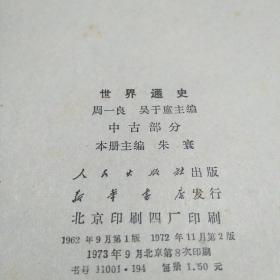 世界通史
周一良 吴于廑主编
中古部分
本册主编 朱寰
人民出版社出版
新华书店发行
北京印刷四厂印刷
1962年9月第1版 1972年11月第2版
1973年9月北京第8次印刷
书号 11001·194 每册 1.50元